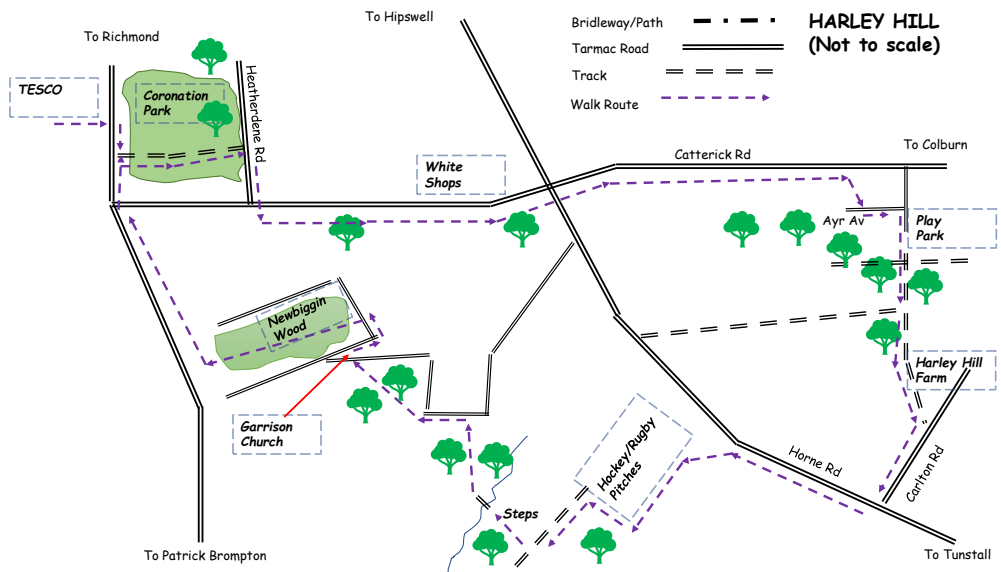 To Hipswell
Bridleway/Path
HARLEY HILL
(Not to scale)
Tarmac Road
Track
Walk Route
To Richmond
TESCO
Coronation
Park
Heatherdene Rd
White
Shops
Catterick Rd
To Colburn
Ayr Av
Play
Park
Newbiggin
Wood
Harley Hill
Farm
Garrison
Church
Hockey/Rugby
Pitches
Horne Rd
Carlton Rd
Steps
To Patrick Brompton
To Tunstall